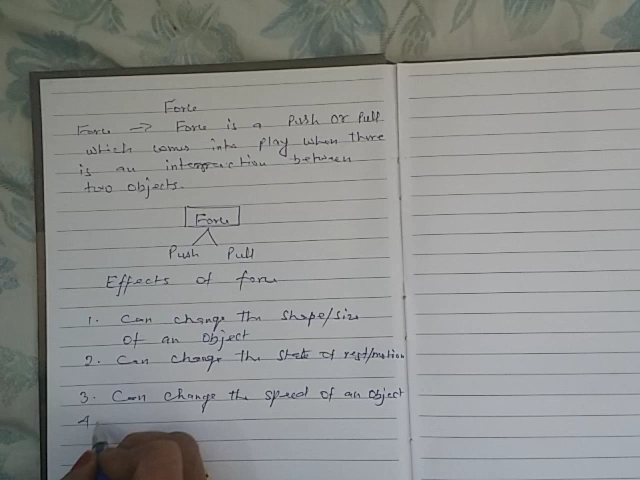 Force
Force → Force is a Push or Pull
which comes into Play when there
is an interaction between
two objects.
Force
Push Pull
Effects of force
1. Can change the shape/size
of an object
2. Can change the state of rest/motion
3. Can change the speed of an object
4.